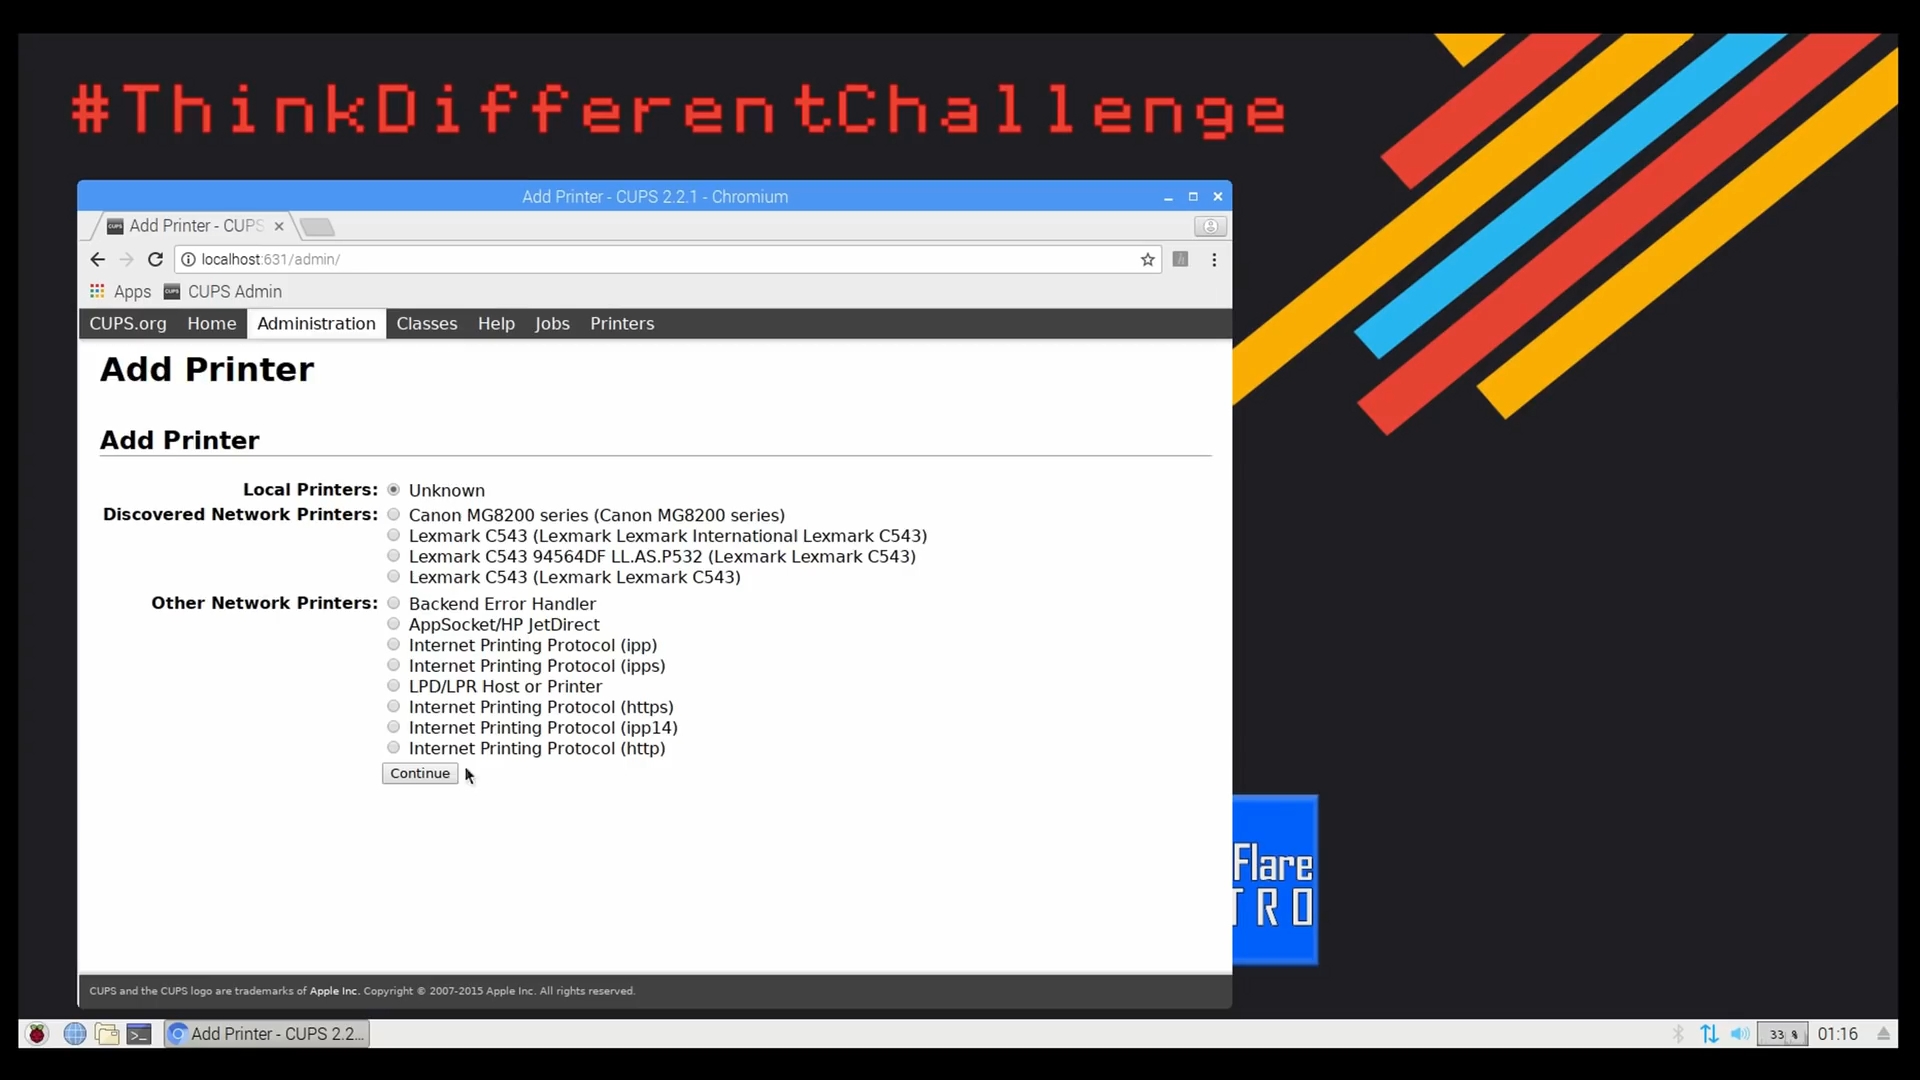 #ThinkDifferentChallenge
Add Printer - CUPS 2.2.1 - Chromium
Add Printer - CUPS
localhost:631/admin/
Apps CUPS Admin
CUPS.org Home Administration Classes Help Jobs Printers
Add Printer
Add Printer
Local Printers: Unknown
Discovered Network Printers: Canon MG8200 series (Canon MG8200 series)
Lexmark C543 (Lexmark Lexmark International Lexmark C543)
Lexmark C543 94564DF LL.AS.P532 (Lexmark Lexmark C543)
Lexmark C543 (Lexmark Lexmark C543)
Other Network Printers: Backend Error Handler
AppSocket/HP JetDirect
Internet Printing Protocol (ipp)
Internet Printing Protocol (ipps)
LPD/LPR Host or Printer
Internet Printing Protocol (https)
Internet Printing Protocol (ipp14)
Internet Printing Protocol (http)
Continue
Flare
TRO
CUPS and the CUPS logo are trademarks of Apple Inc. Copyright © 2007-2015 Apple Inc. All rights reserved.
Add Printer - CUPS 2.2... 33 % 01:16